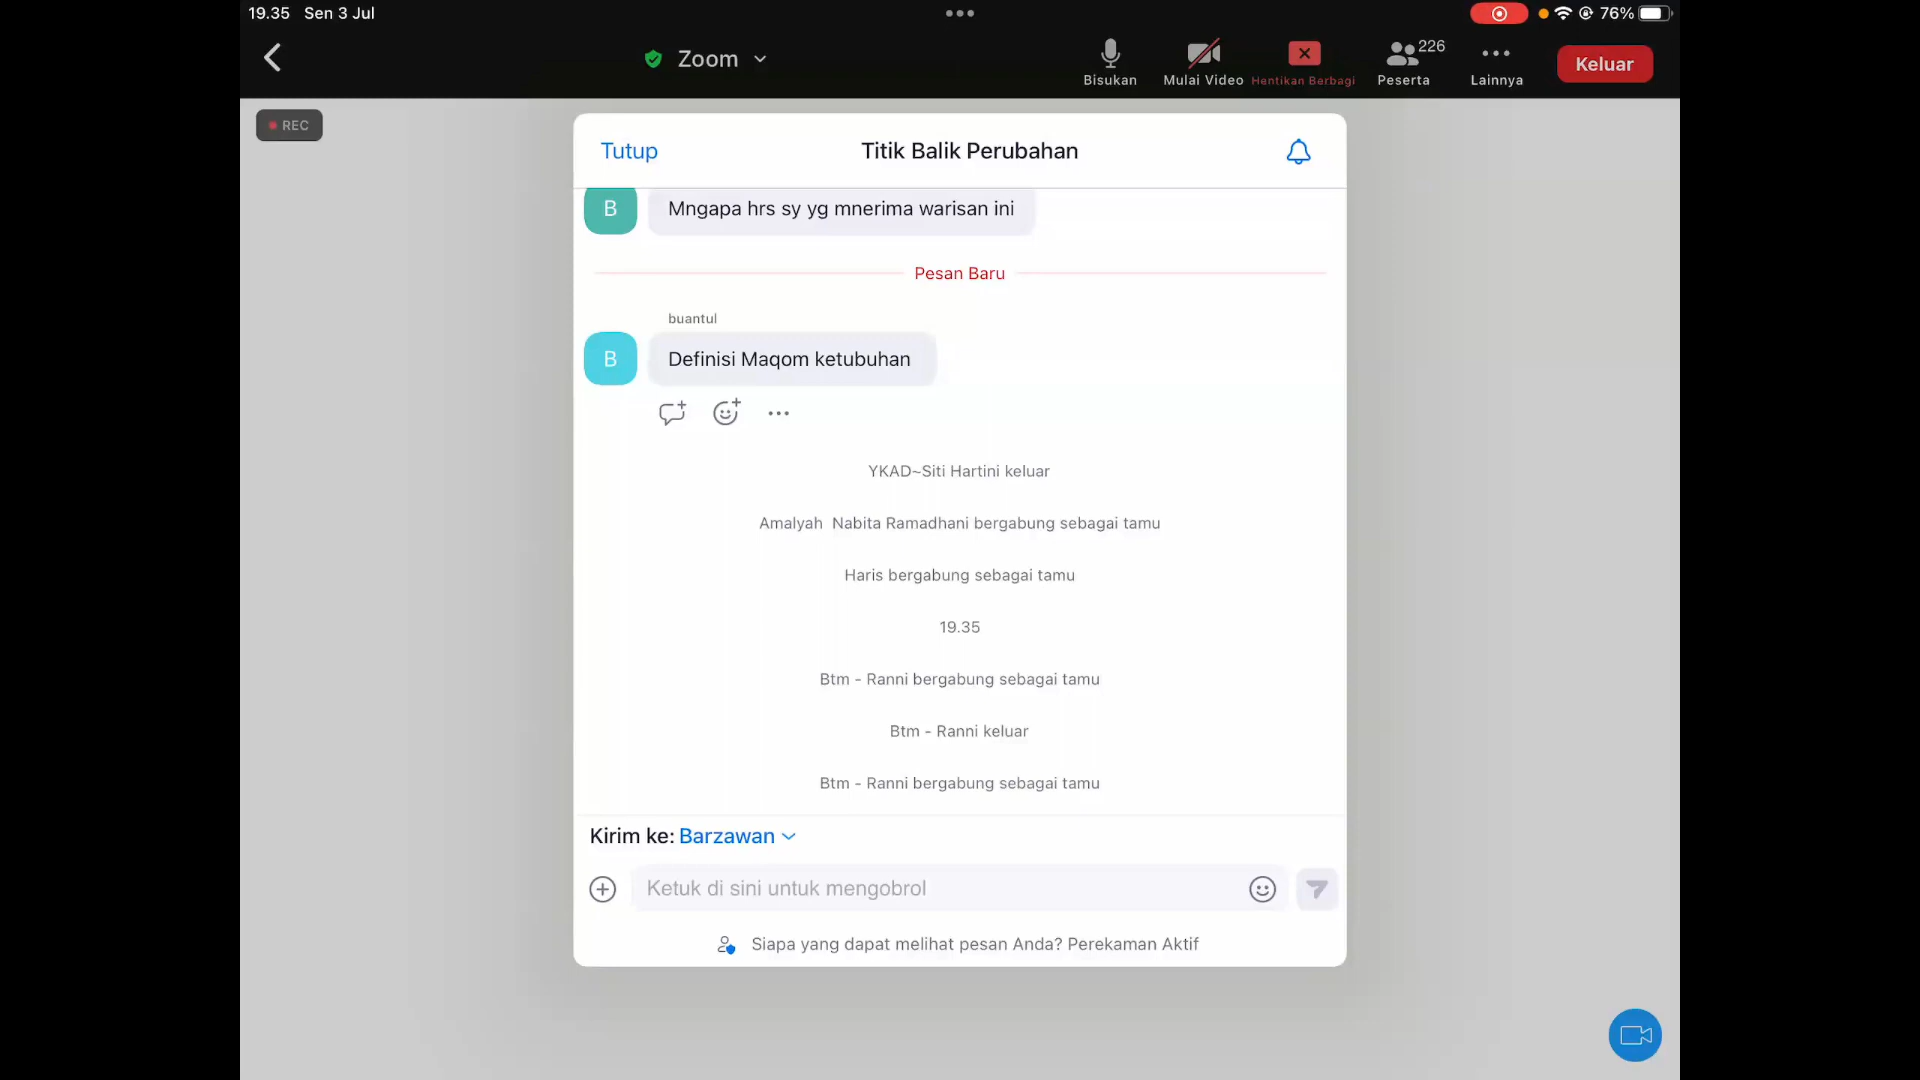 19.35 Sen 3 Jul
76%
Zoom
Bisukan
Mulai Video
Hentikan Berbagi
226
Peserta
Lainnya
Keluar
REC
Tutup
Titik Balik Perubahan
B
Mngapa hrs sy yg mnerima warisan ini
Pesan Baru
buantul
B
Definisi Maqom ketubuhan
YKAD~Siti Hartini keluar
Amalyah Nabita Ramadhani bergabung sebagai tamu
Haris bergabung sebagai tamu
19.35
Btm - Ranni bergabung sebagai tamu
Btm - Ranni keluar
Btm - Ranni bergabung sebagai tamu
Kirim ke: Barzawan
Ketuk di sini untuk mengobrol
Siapa yang dapat melihat pesan Anda? Perekaman Aktif